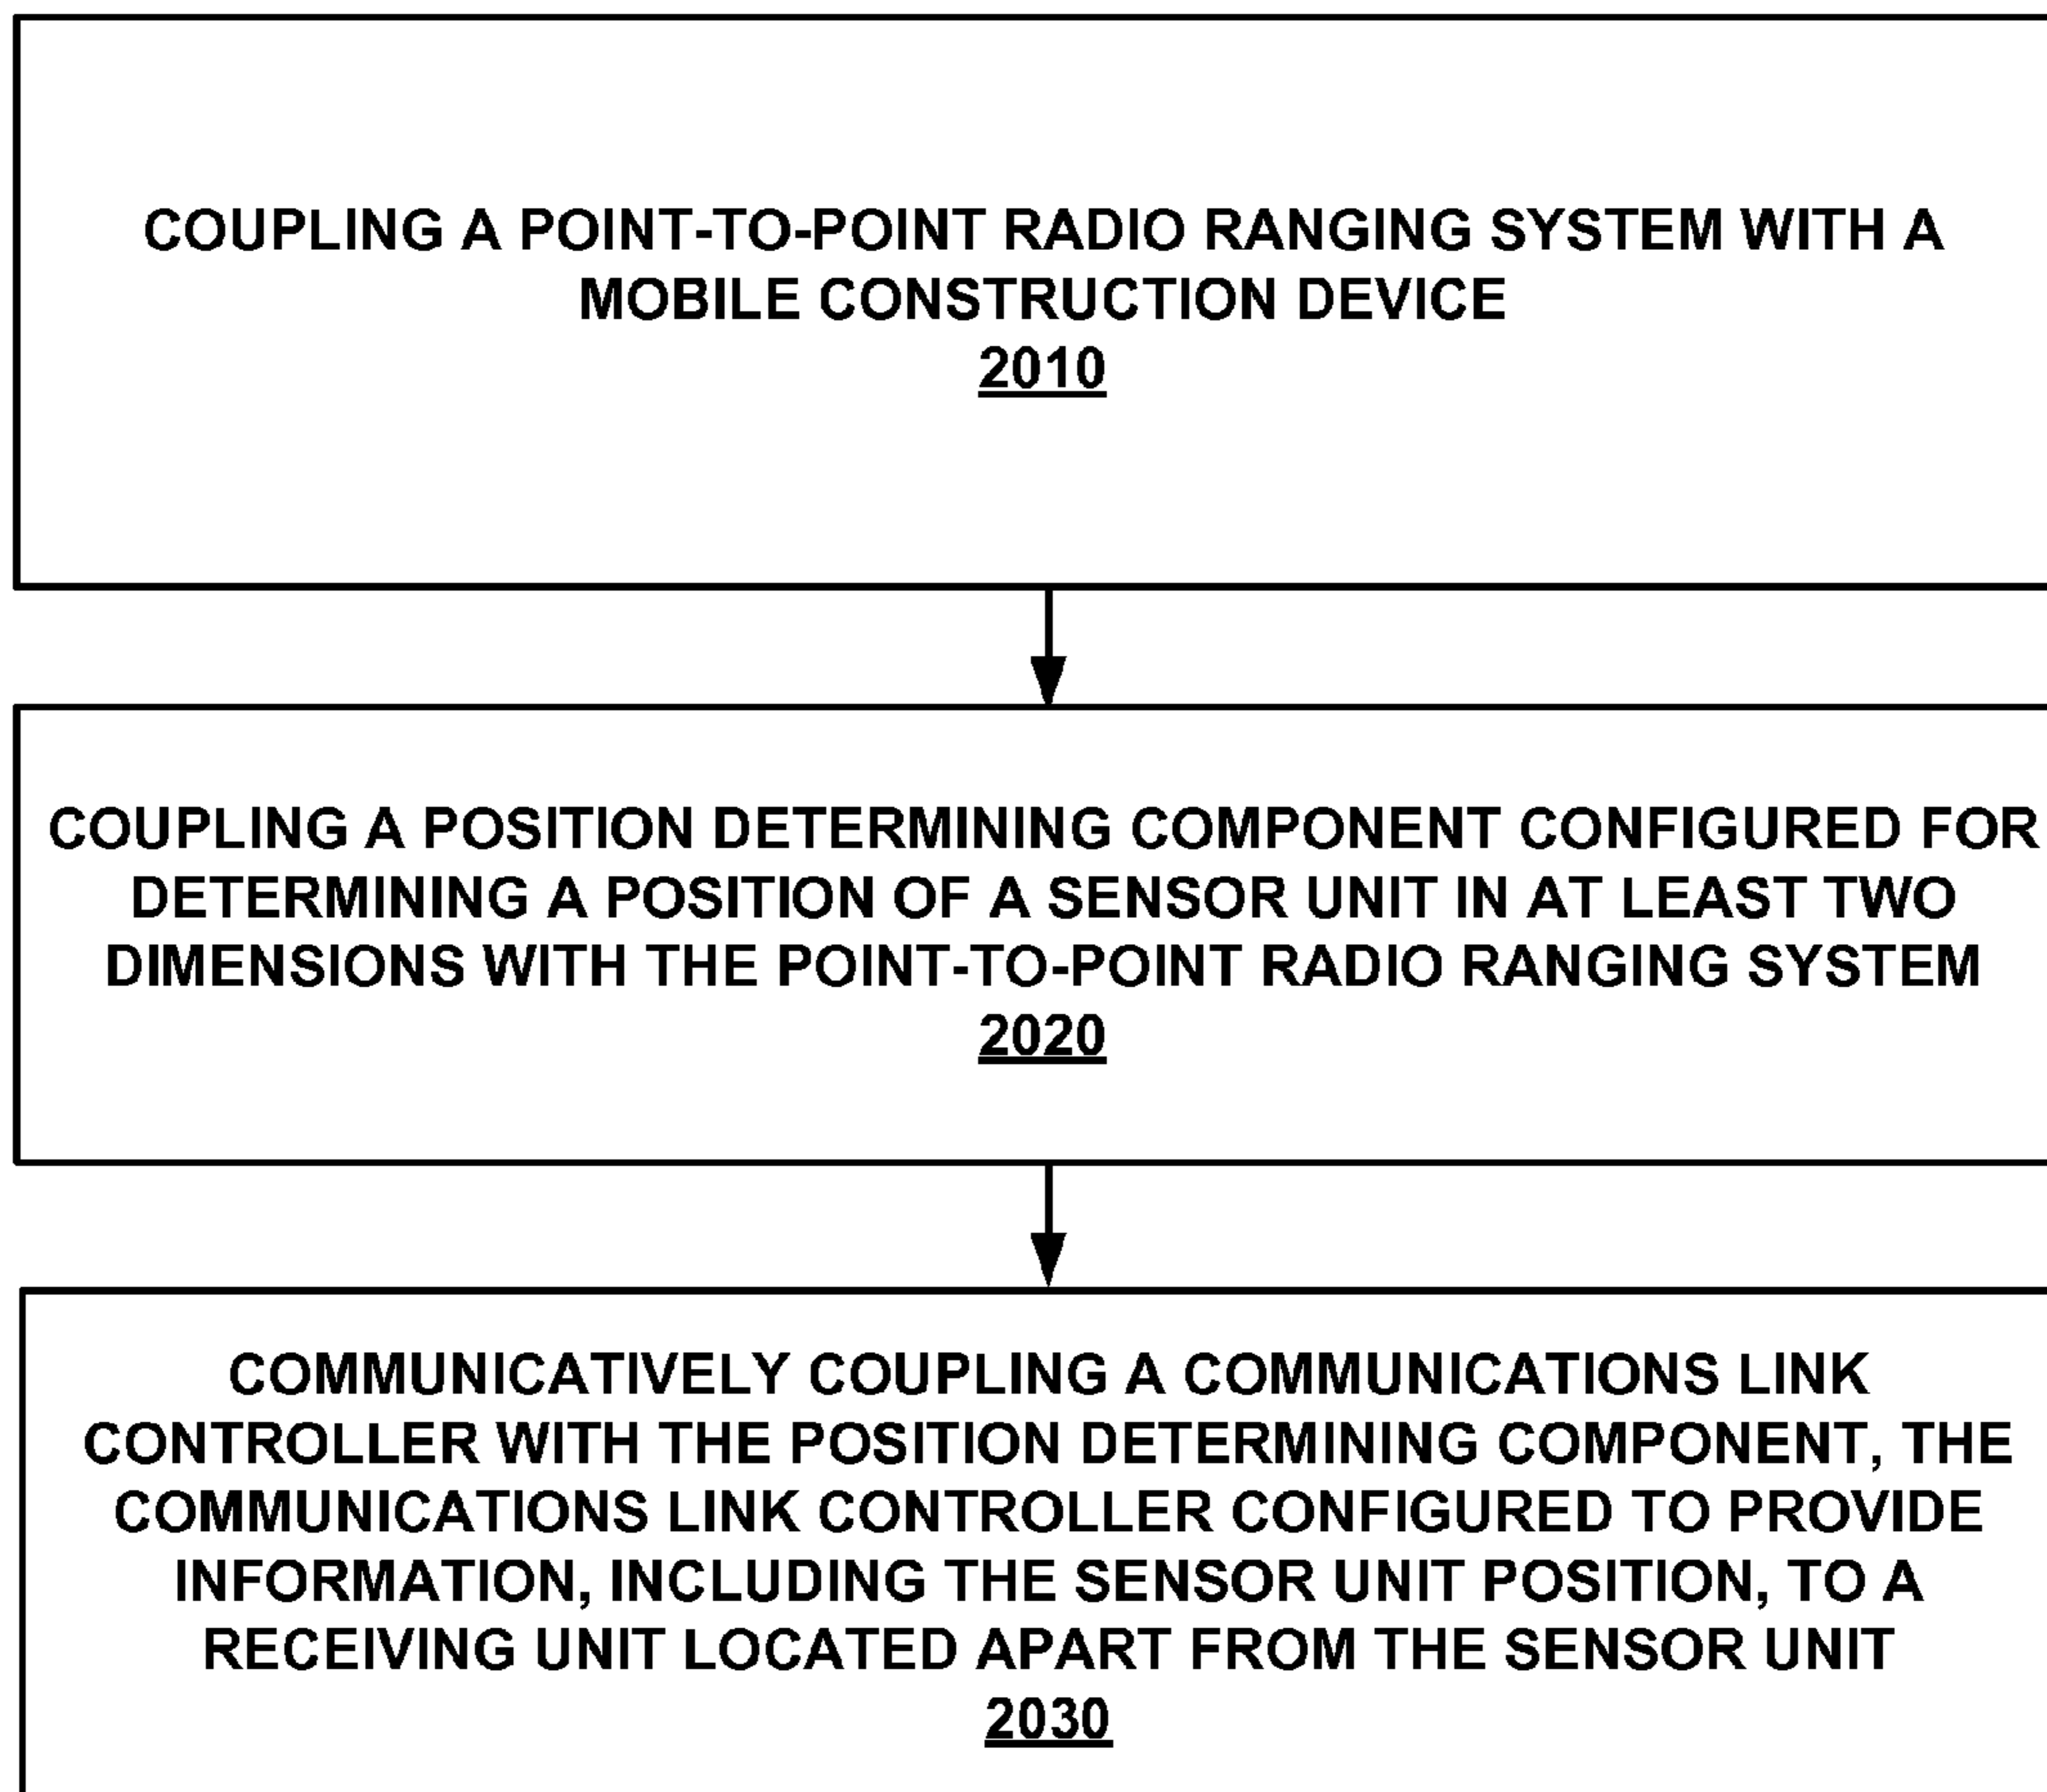 COUPLING A POINT-TO-POINT RADIO RANGING SYSTEM WITH A
MOBILE CONSTRUCTION DEVICE
2010
COUPLING A POSITION DETERMINING COMPONENT CONFIGURED FOR
DETERMINING A POSITION OF A SENSOR UNIT IN AT LEAST TWO
DIMENSIONS WITH THE POINT-TO-POINT RADIO RANGING SYSTEM
2020
COMMUNICATIVELY COUPLING A COMMUNICATIONS LINK
CONTROLLER WITH THE POSITION DETERMINING COMPONENT, THE
COMMUNICATIONS LINK CONTROLLER CONFIGURED TO PROVIDE
INFORMATION, INCLUDING THE SENSOR UNIT POSITION, TO A
RECEIVING UNIT LOCATED APART FROM THE SENSOR UNIT
2030